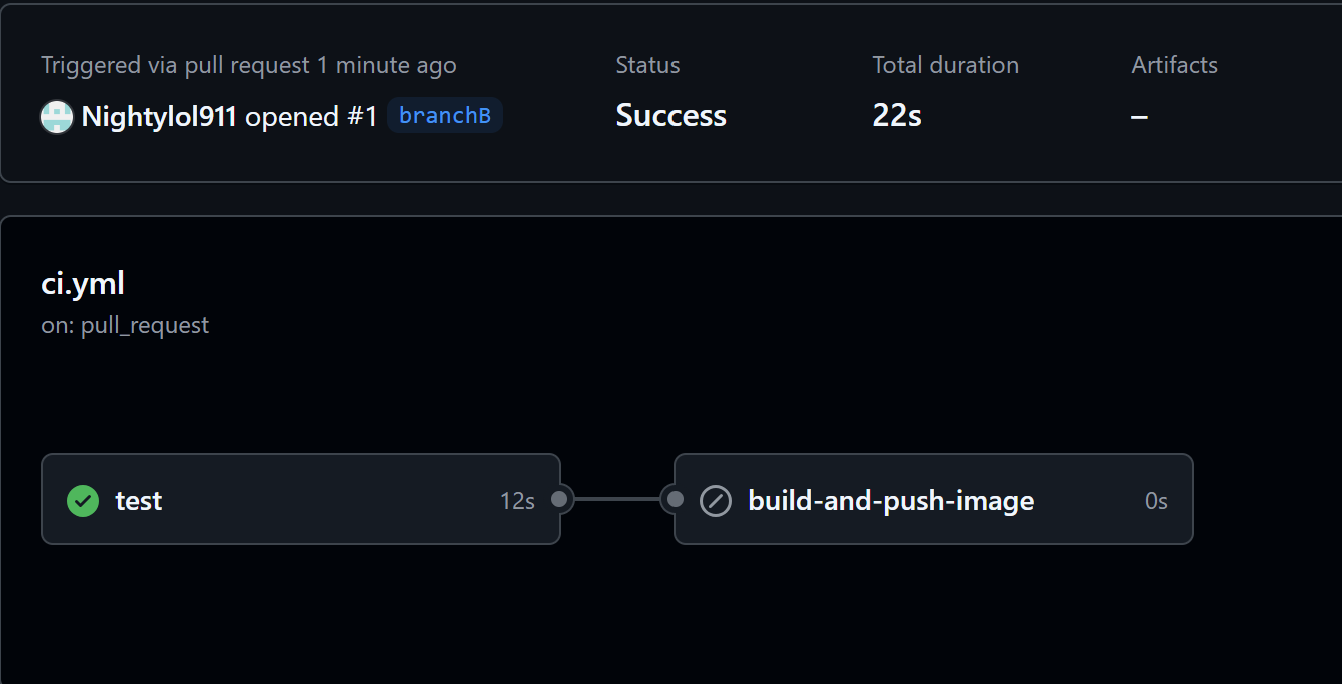 Triggered via pull request 1 minute ago
Nightylol911 opened #1 branchB
Status
Success
Total duration
22s
Artifacts
–
ci.yml
on: pull_request
test 12s
build-and-push-image 0s